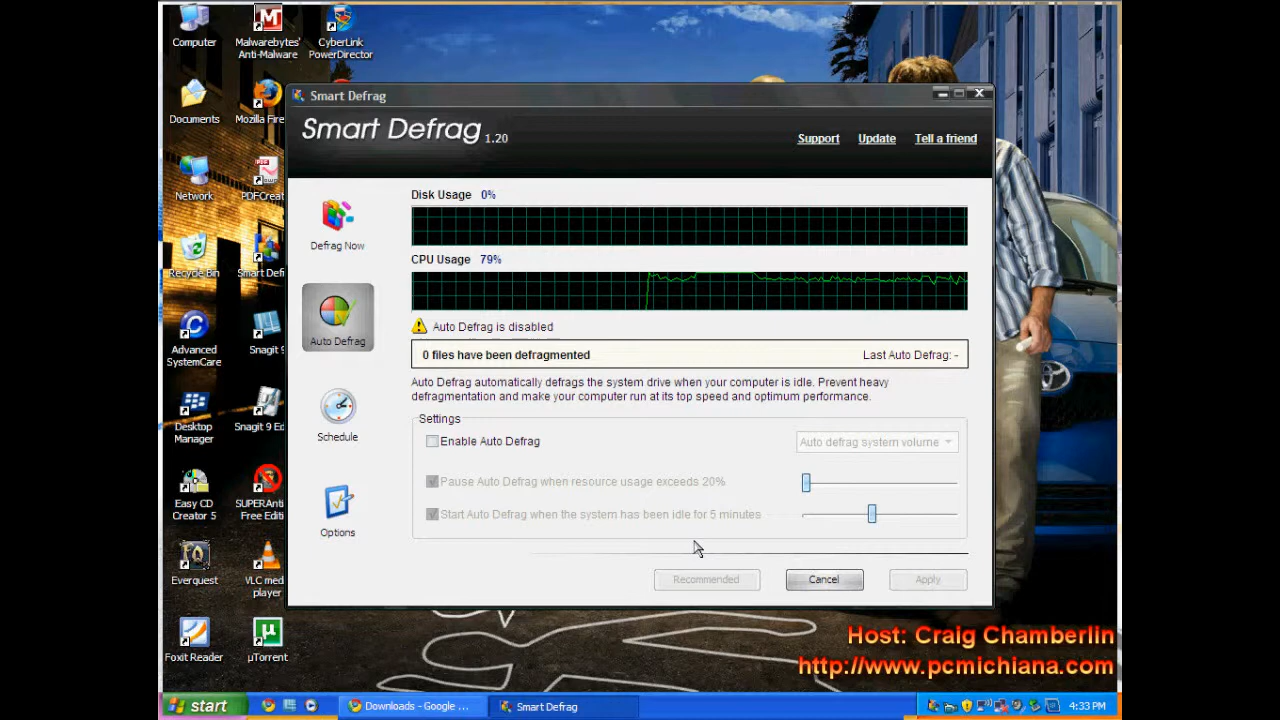 Computer
Malwarebytes'
Anti-Malware
CyberLink
PowerDirector
Documents
Mozilla Fire
Network
PDFCreat
Recycle Bin
Smart Defr
Advanced
SystemCare
Snagit 9
Desktop
Manager
Snagit 9 Ed
Easy CD
Creator 5
SUPERAnti
Free Editi
Everquest
VLC media
player
Foxit Reader
µTorrent
Smart Defrag
Smart Defrag 1.20
Support Update Tell a friend
Defrag Now
Auto Defrag
Schedule
Options
Disk Usage 0%
CPU Usage 79%
Auto Defrag is disabled
0 files have been defragmented Last Auto Defrag: -
Auto Defrag automatically defrags the system drive when your computer is idle. Prevent heavy
defragmentation and make your computer run at its top speed and optimum performance.
Settings
Enable Auto Defrag Auto defrag system volume
Pause Auto Defrag when resource usage exceeds 20%
Start Auto Defrag when the system has been idle for 5 minutes
Recommended Cancel Apply
Host: Craig Chamberlin
http://www.pcmichiana.com
start Downloads - Google ... Smart Defrag 4:33 PM